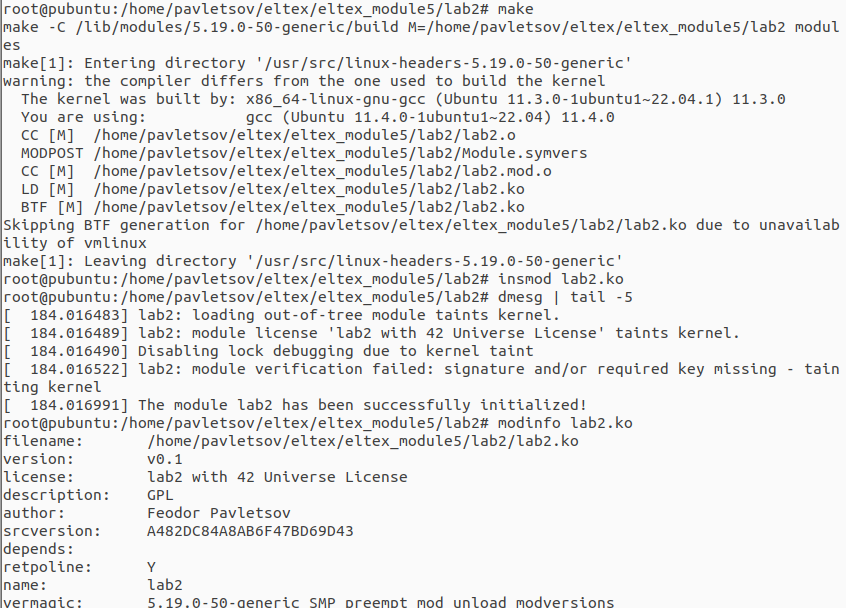 root@pubuntu:/home/pavletsov/eltex/eltex_module5/lab2# make
make -C /lib/modules/5.19.0-50-generic/build M=/home/pavletsov/eltex/eltex_module5/lab2 modul
es
make[1]: Entering directory '/usr/src/linux-headers-5.19.0-50-generic'
warning: the compiler differs from the one used to build the kernel
  The kernel was built by: x86_64-linux-gnu-gcc (Ubuntu 11.3.0-1ubuntu1~22.04.1) 11.3.0
  You are using:           gcc (Ubuntu 11.4.0-1ubuntu1~22.04) 11.4.0
  CC [M]  /home/pavletsov/eltex/eltex_module5/lab2/lab2.o
  MODPOST /home/pavletsov/eltex/eltex_module5/lab2/Module.symvers
  CC [M]  /home/pavletsov/eltex/eltex_module5/lab2/lab2.mod.o
  LD [M]  /home/pavletsov/eltex/eltex_module5/lab2/lab2.ko
  BTF [M] /home/pavletsov/eltex/eltex_module5/lab2/lab2.ko
Skipping BTF generation for /home/pavletsov/eltex/eltex_module5/lab2/lab2.ko due to unavailab
ility of vmlinux
make[1]: Leaving directory '/usr/src/linux-headers-5.19.0-50-generic'
root@pubuntu:/home/pavletsov/eltex/eltex_module5/lab2# insmod lab2.ko
root@pubuntu:/home/pavletsov/eltex/eltex_module5/lab2# dmesg | tail -5
[  184.016483] lab2: loading out-of-tree module taints kernel.
[  184.016489] lab2: module license 'lab2 with 42 Universe License' taints kernel.
[  184.016490] Disabling lock debugging due to kernel taint
[  184.016522] lab2: module verification failed: signature and/or required key missing - tain
ting kernel
[  184.016991] The module lab2 has been successfully initialized!
root@pubuntu:/home/pavletsov/eltex/eltex_module5/lab2# modinfo lab2.ko
filename:       /home/pavletsov/eltex/eltex_module5/lab2/lab2.ko
version:        v0.1
license:        lab2 with 42 Universe License
description:    GPL
author:         Feodor Pavletsov
srcversion:     A482DC84A8AB6F47BD69D43
depends:
retpoline:      Y
name:           lab2
vermagic:       5.19.0-50-generic SMP preempt mod_unload modversions